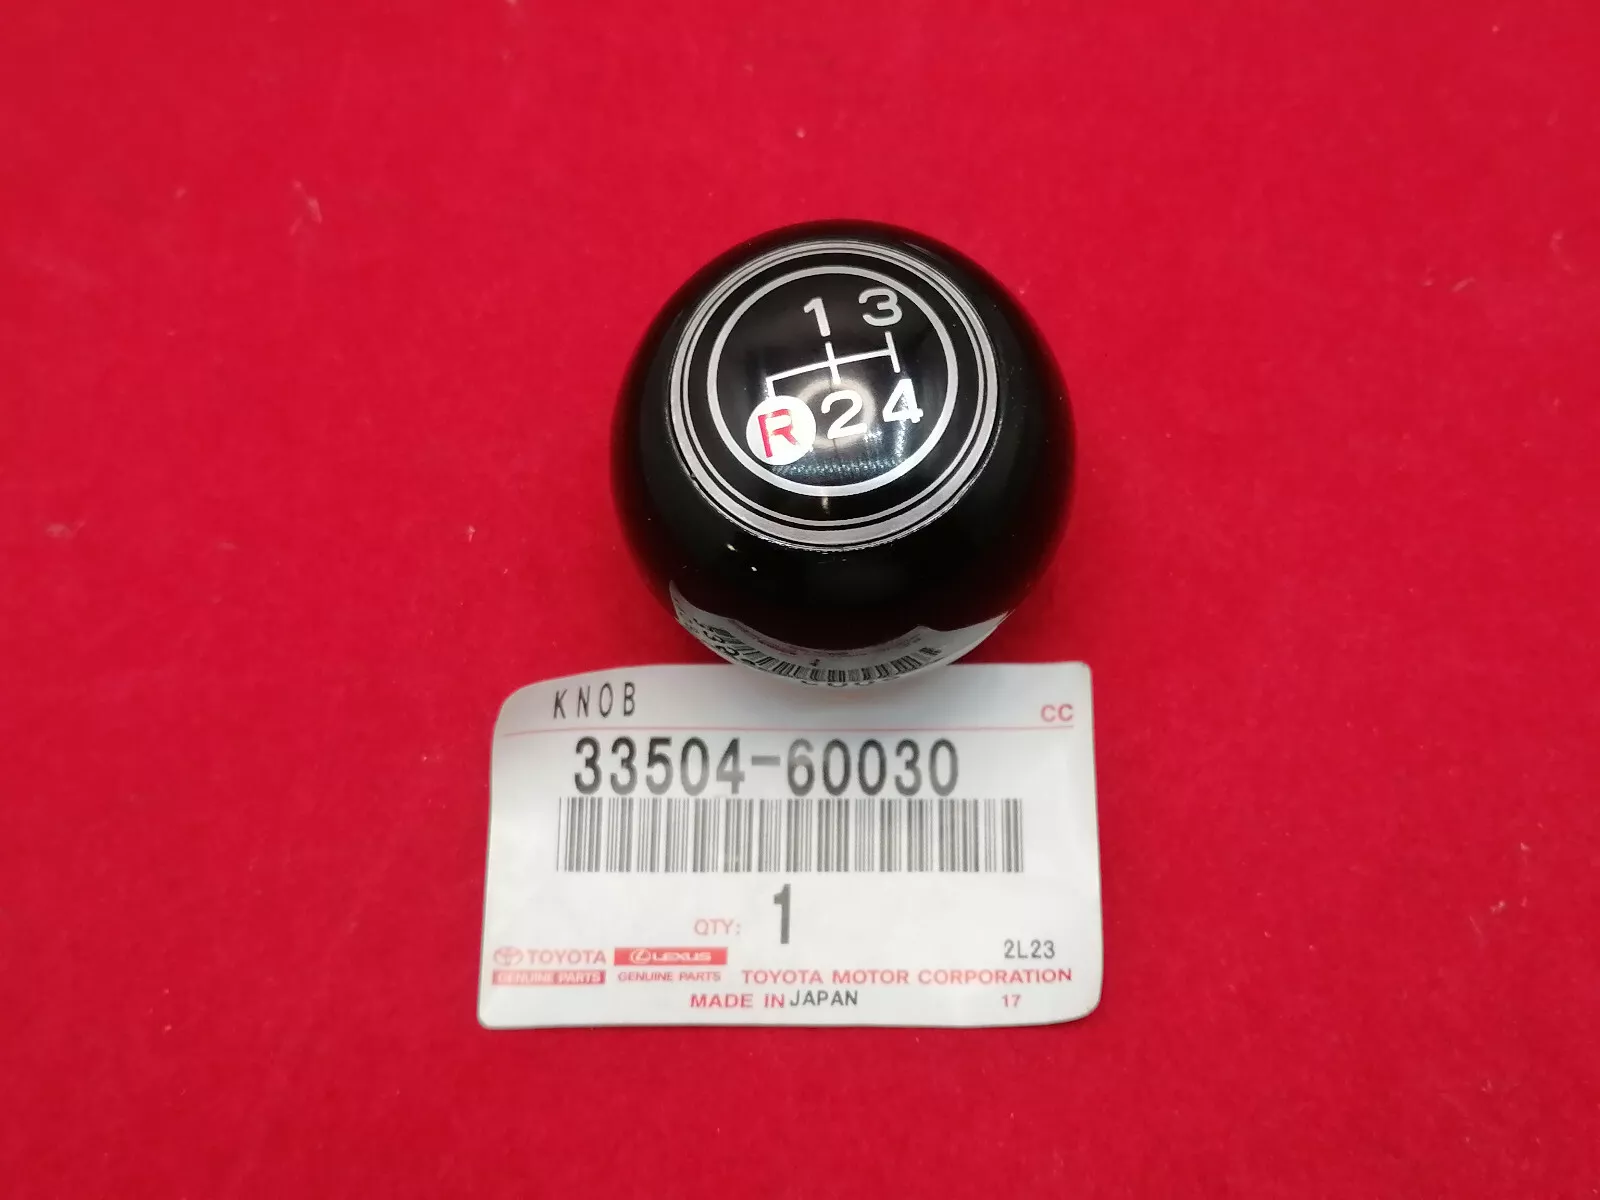 1 3
R 2 4
KNOB
CC
33504-60030
QTY: 1
2L23
TOYOTA LEXUS
GENUINE PARTS GENUINE PARTS TOYOTA MOTOR CORPORATION
MADE IN JAPAN 17